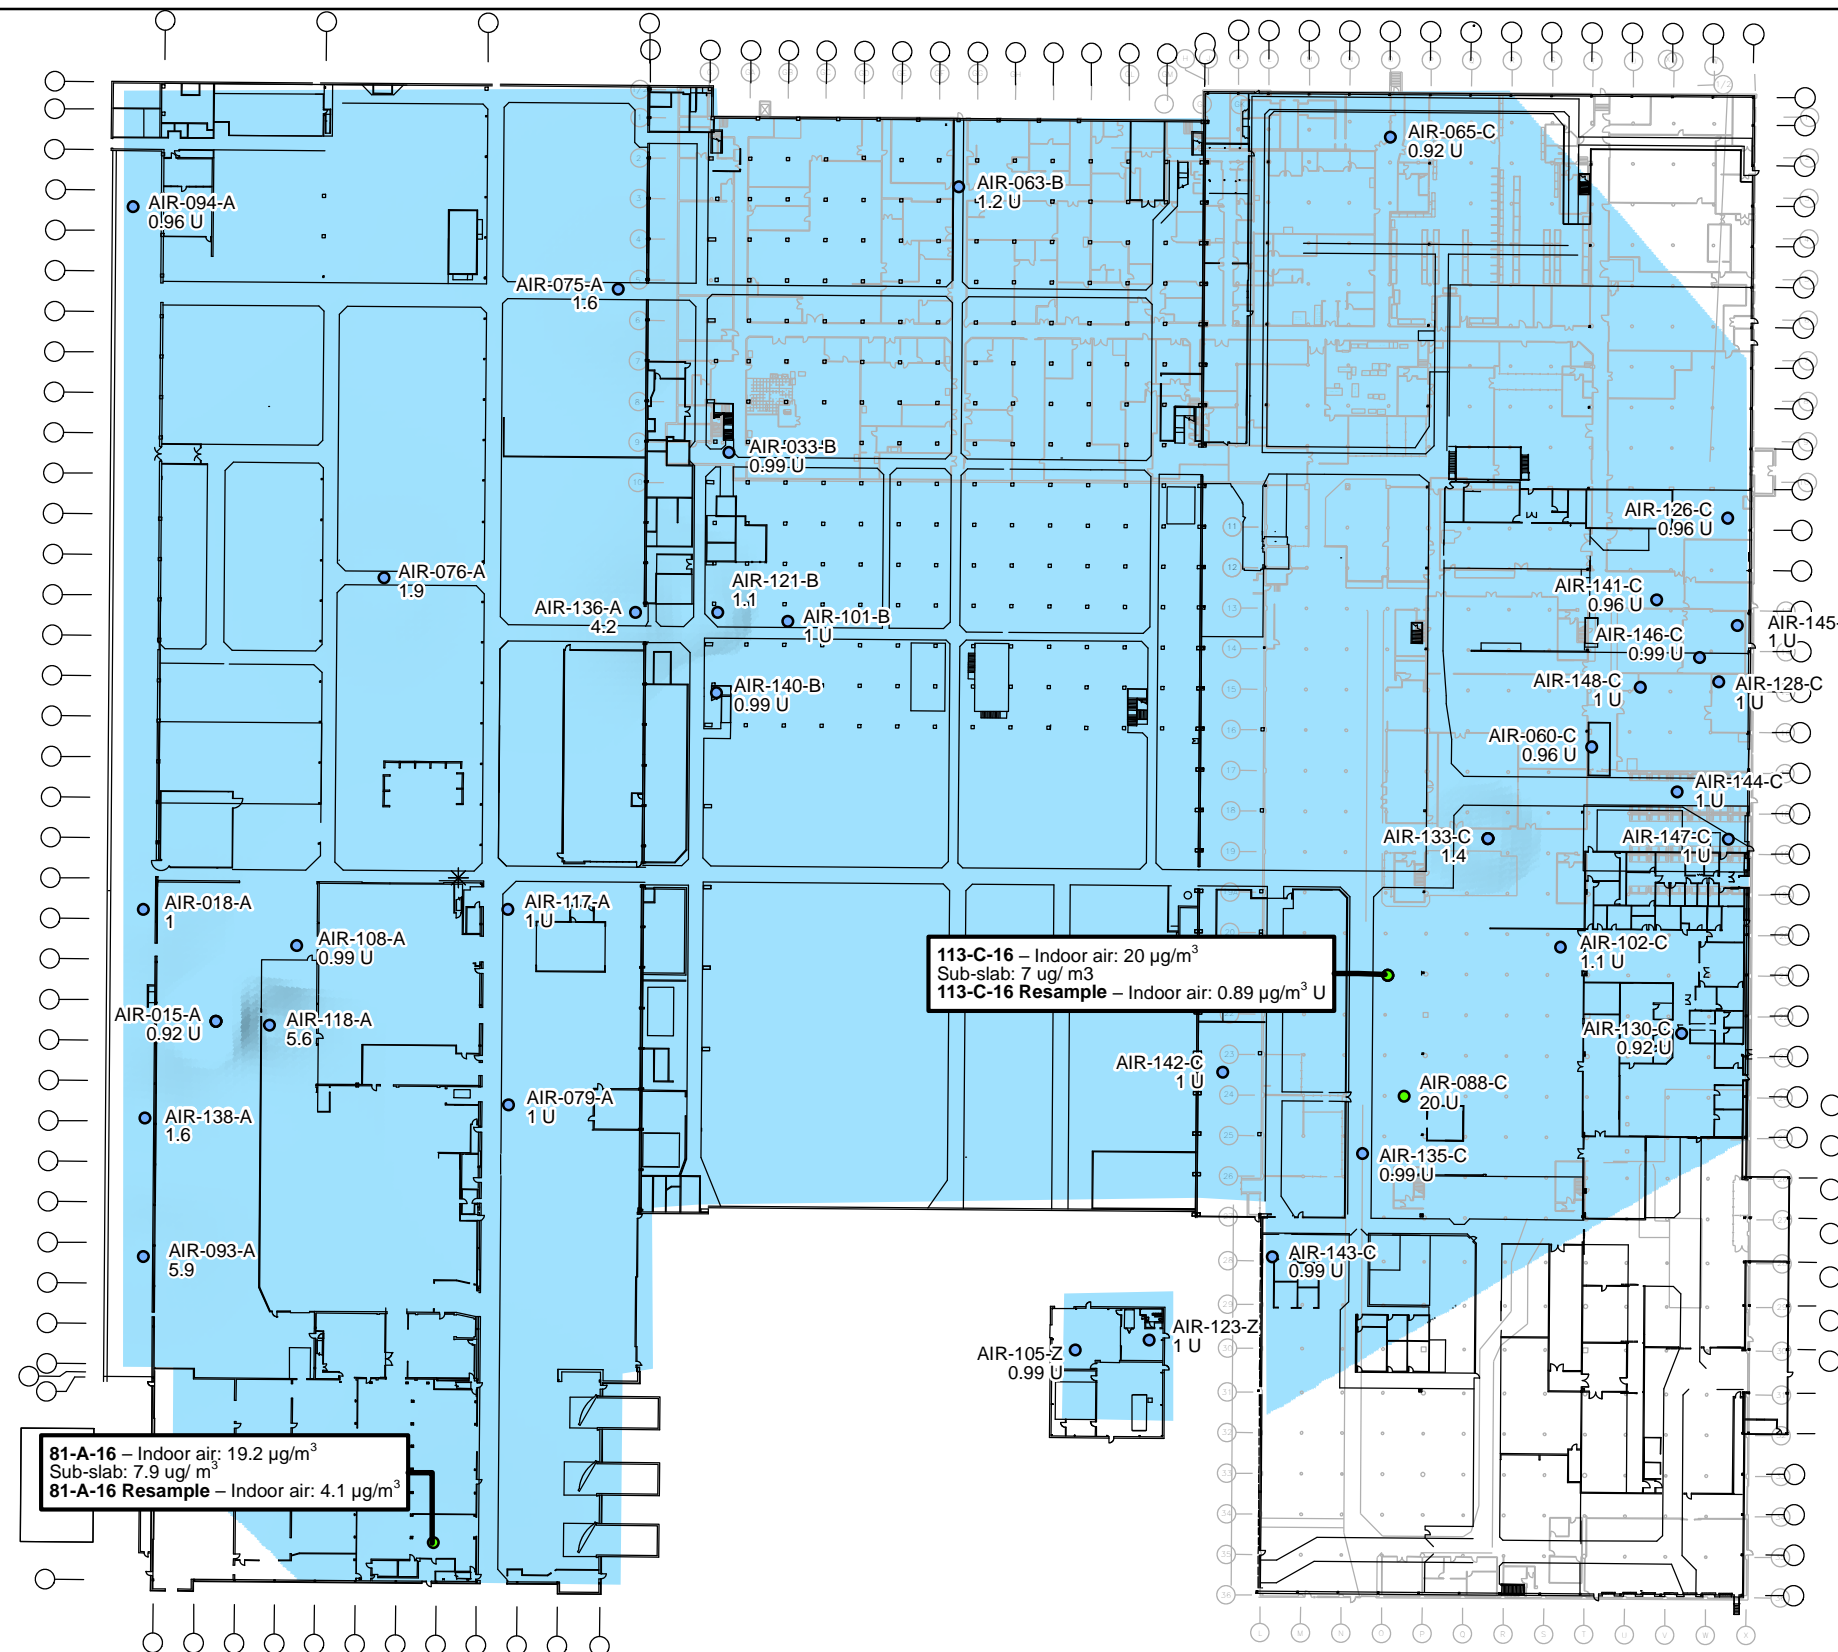 AIR-065-C
0.92 U
AIR-063-B
1.2 U
AIR-094-A
0.96 U
AIR-075-A
1.6
AIR-033-B
0.99 U
AIR-126-C
0.96 U
AIR-076-A
1.9
AIR-121-B
1.1
AIR-136-A
4.2
AIR-101-B
1 U
AIR-141-C
0.96 U
AIR-145-
1 U
AIR-146-C
0.99 U
AIR-148-C
1 U
AIR-128-C
1 U
AIR-140-B
0.99 U
AIR-060-C
0.96 U
AIR-144-C
1 U
AIR-133-C
1.4
AIR-147-C
1 U
AIR-018-A
1
AIR-117-A
1 U
AIR-108-A
0.99 U
AIR-102-C
1.1 U
113-C-16 – Indoor air: 20 µg/m³
Sub-slab: 7 ug/ m3
113-C-16 Resample – Indoor air: 0.89 µg/m³ U
AIR-015-A
0.92 U
AIR-118-A
5.6
AIR-130-C
0.92 U
AIR-142-C
1 U
AIR-088-C
20 U
AIR-079-A
1 U
AIR-138-A
1.6
AIR-135-C
0.99 U
AIR-093-A
5.9
AIR-143-C
0.99 U
AIR-123-Z
1 U
AIR-105-Z
0.99 U
81-A-16 – Indoor air: 19.2 µg/m³
Sub-slab: 7.9 ug/ m³
81-A-16 Resample – Indoor air: 4.1 µg/m³